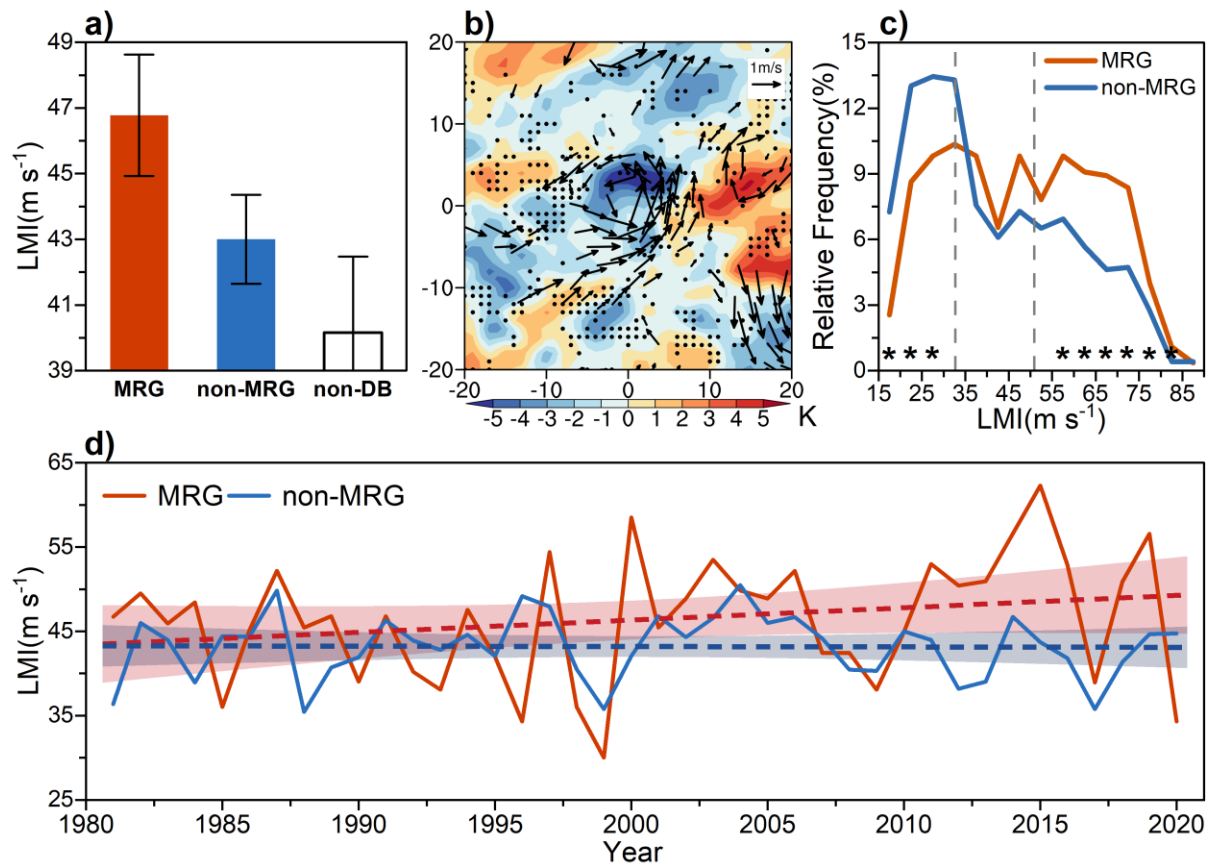 a)
49
47
45
43
41
39
LMI(m s⁻¹)
MRG non-MRG non-DB
b)
20
10
0
-10
-20
1m/s
-20 -10 0 10 20
-5 -4 -3 -2 -1 0 1 2 3 4 5 K
c)
15
12
9
6
3
0
Relative Frequency(%)
MRG
non-MRG
* * * * * * * * * *
15 25 35 45 55 65 75 85
LMI(m s⁻¹)
d)
65
55
45
35
25
LMI(m s⁻¹)
MRG non-MRG
1980 1985 1990 1995 2000 2005 2010 2015 2020
Year